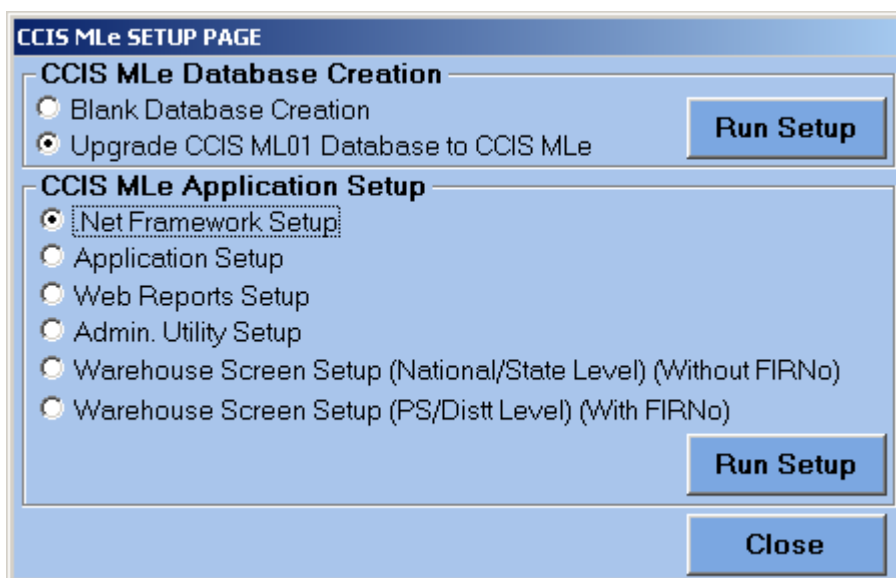 CCIS MLe SETUP PAGE
CCIS MLe Database Creation
Blank Database Creation
Upgrade CCIS ML01 Database to CCIS MLe
Run Setup
CCIS MLe Application Setup
.Net Framework Setup
Application Setup
Web Reports Setup
Admin. Utility Setup
Warehouse Screen Setup (National/State Level) (Without FIRNo)
Warehouse Screen Setup (PS/Distt Level) (With FIRNo)
Run Setup
Close